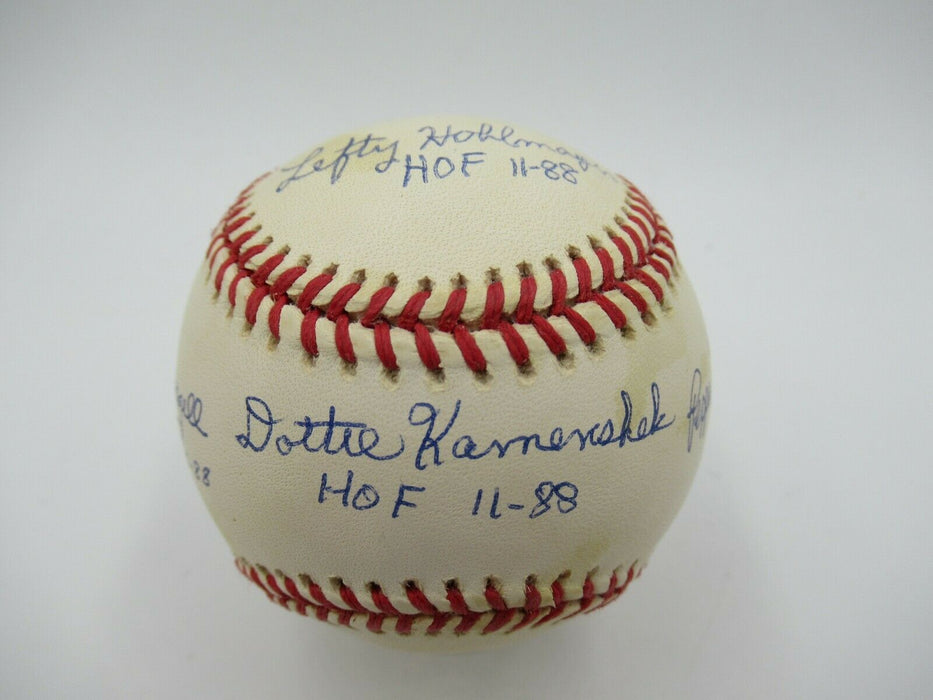 Lefty Hohlmayer
HOF 11-88
Dottie Kamenshek
HOF 11-88